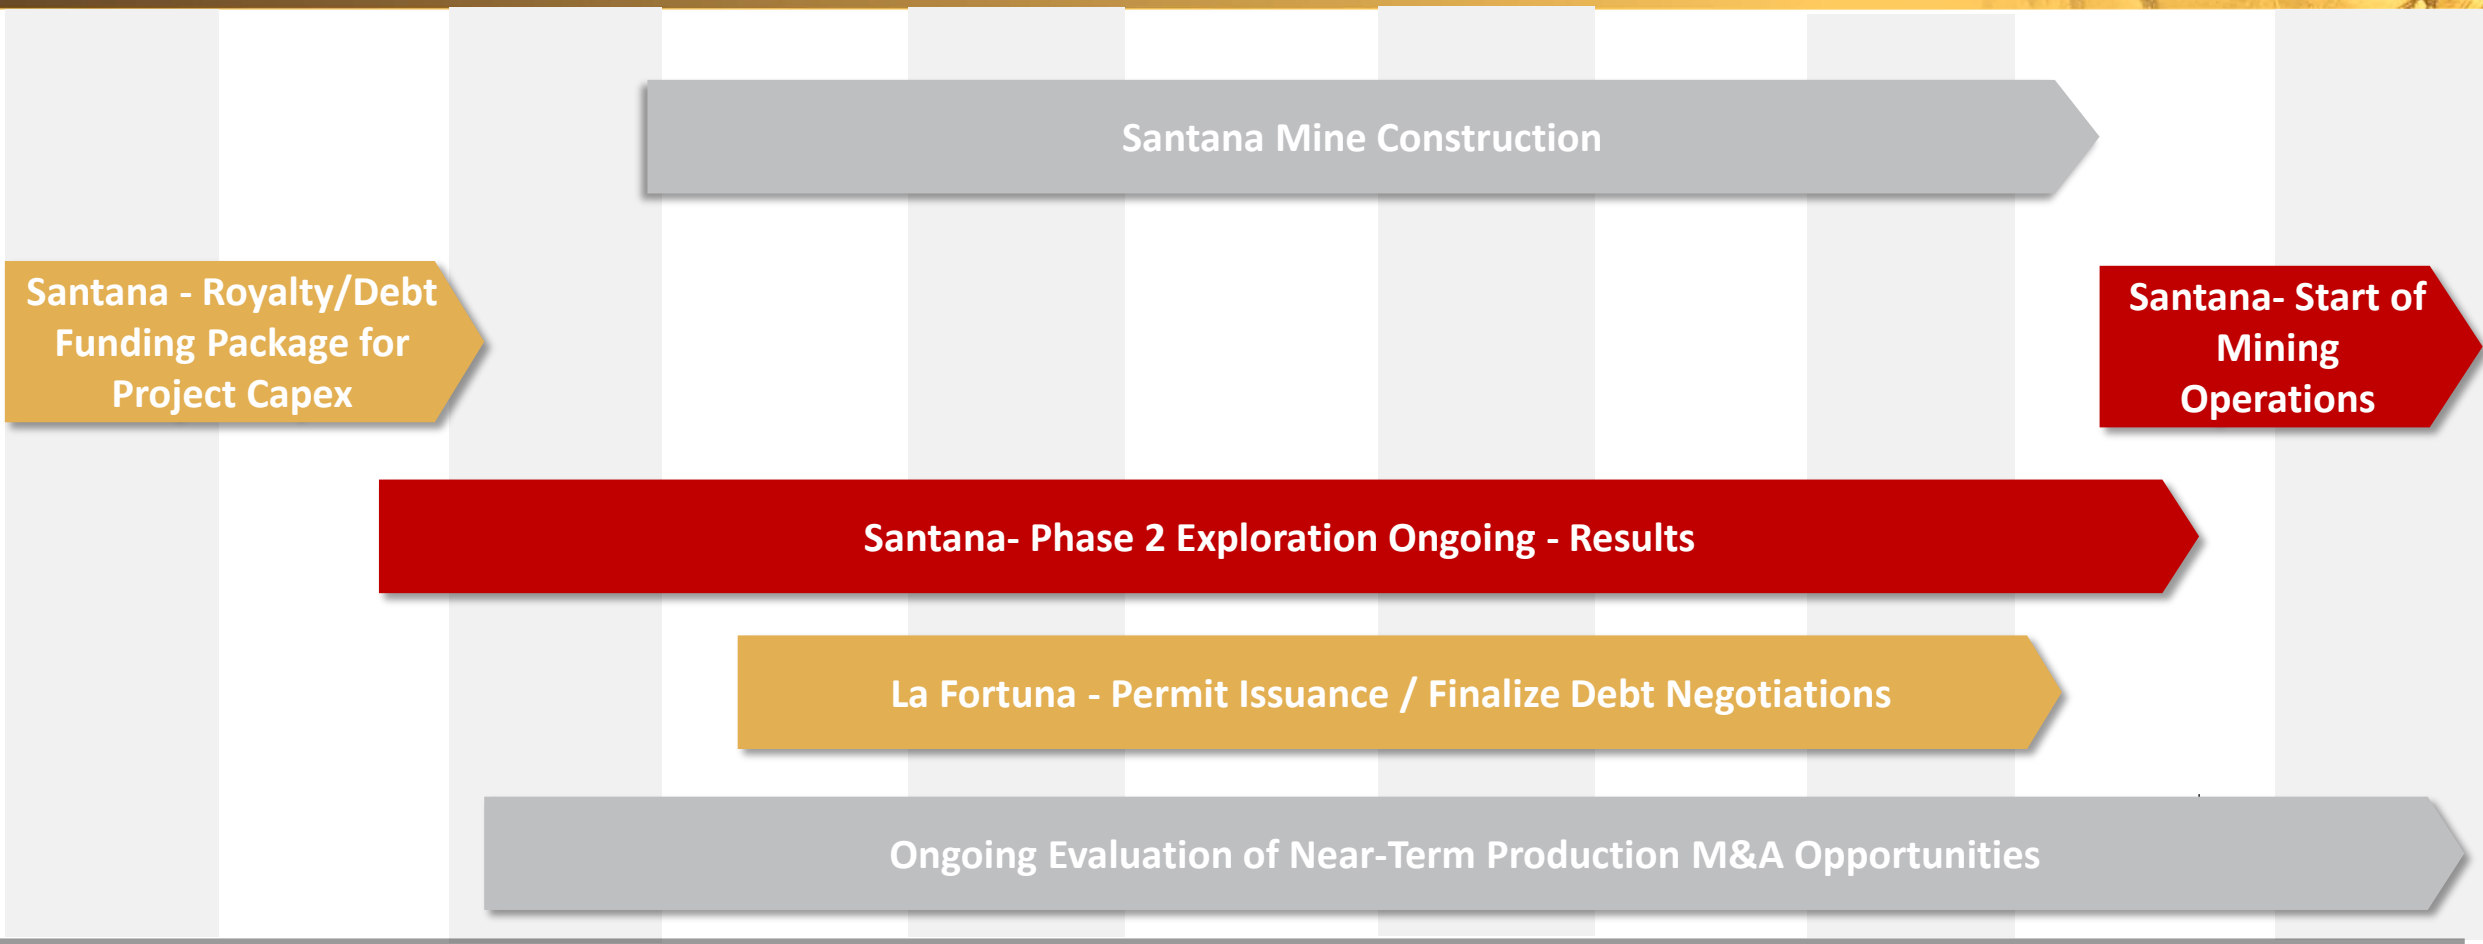 Santana Mine Construction
Santana - Royalty/Debt
Funding Package for
Project Capex
Santana- Start of
Mining
Operations
Santana- Phase 2 Exploration Ongoing - Results
La Fortuna - Permit Issuance / Finalize Debt Negotiations
Ongoing Evaluation of Near-Term Production M&A Opportunities